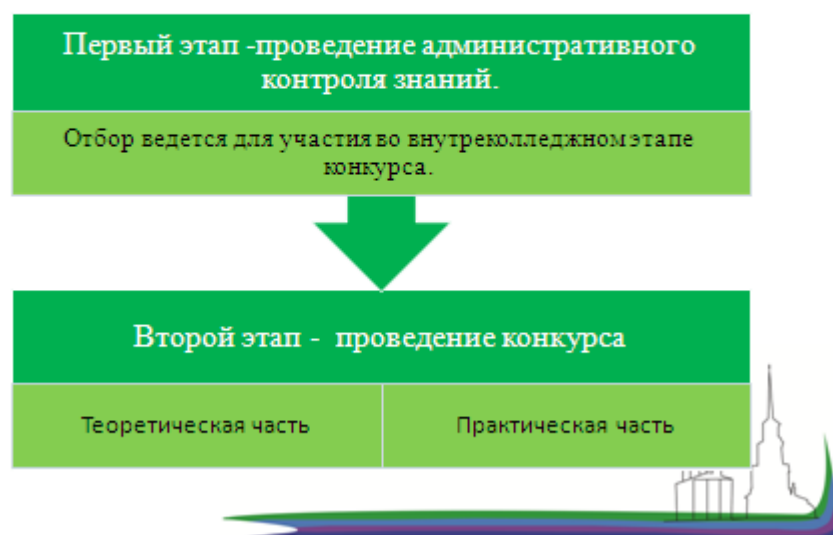 Первый этап -проведение административного
контроля знаний.
Отбор ведется для участия во внутреколледжном этапе
конкурса.
Второй этап - проведение конкурса
Теоретическая часть
Практическая часть